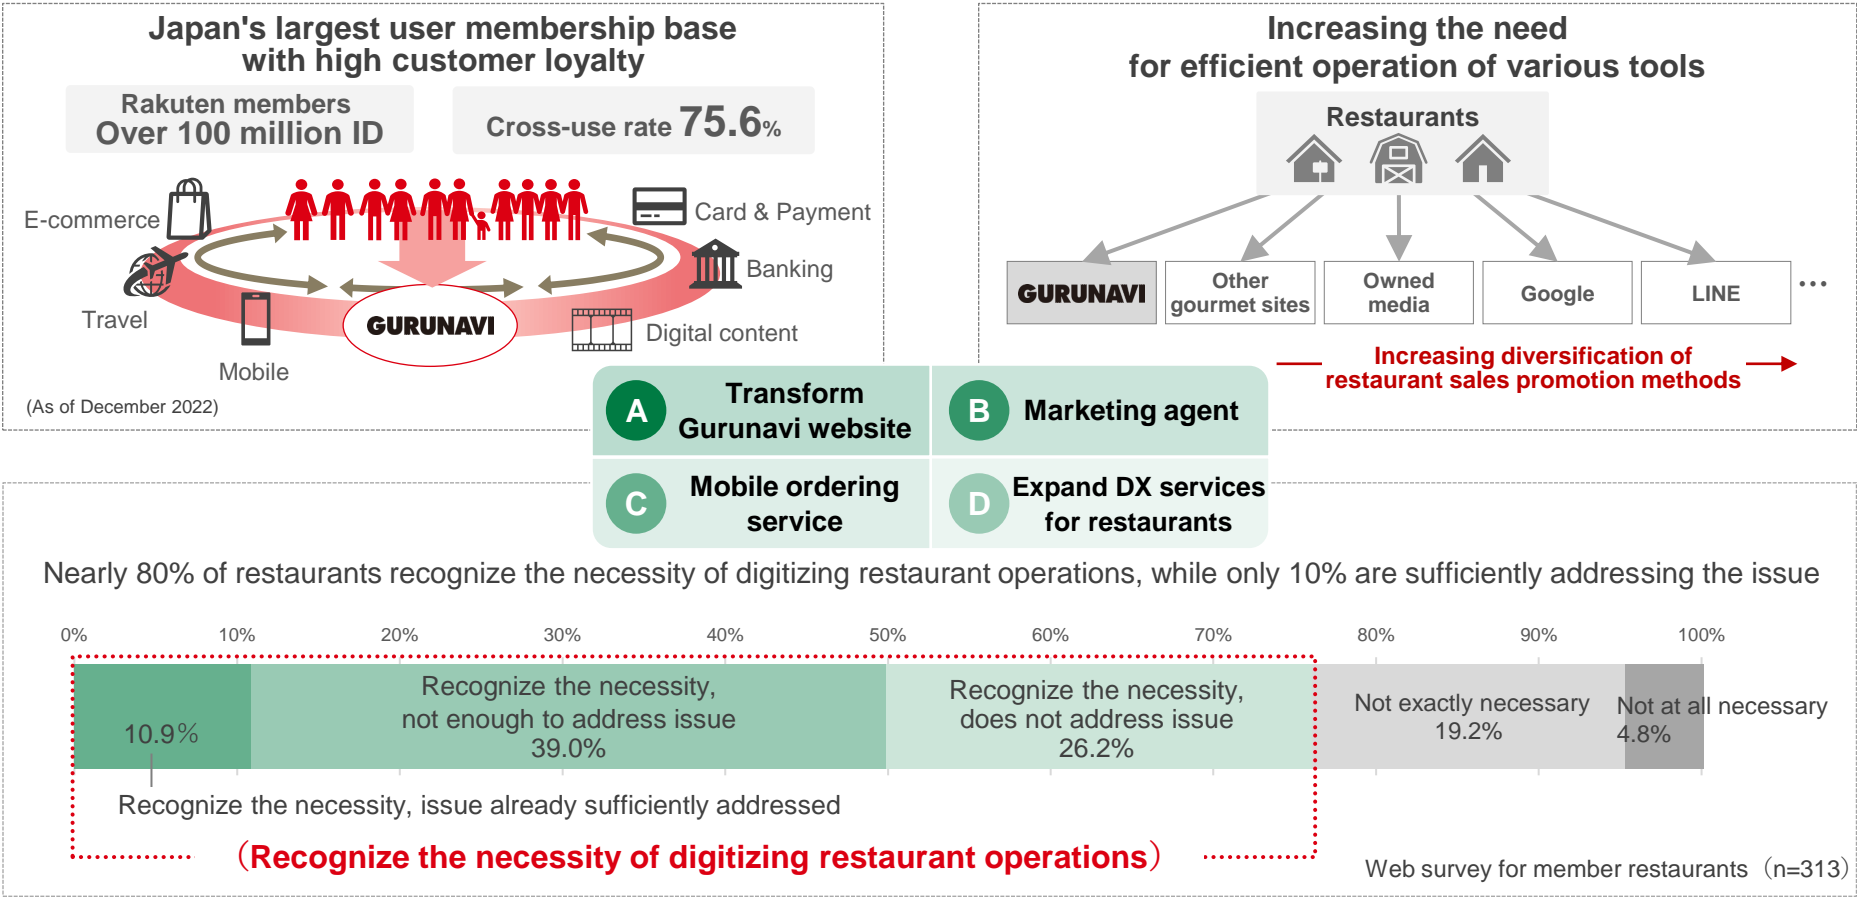 Japan's largest user membership base
with high customer loyalty
Rakuten members
Over 100 million ID
Cross-use rate 75.6%
E-commerce
Card & Payment
Banking
Travel
Mobile
GURUNAVI
Digital content
(As of December 2022)
Increasing the need
for efficient operation of various tools
Restaurants
GURUNAVI
Other
gourmet sites
Owned
media
Google
LINE
…
Increasing diversification of
restaurant sales promotion methods
A
Transform
Gurunavi website
B
Marketing agent
C
Mobile ordering
service
D
Expand DX services
for restaurants
Nearly 80% of restaurants recognize the necessity of digitizing restaurant operations, while only 10% are sufficiently addressing the issue
0% 10% 20% 30% 40% 50% 60% 70% 80% 90% 100%
10.9%
Recognize the necessity,
not enough to address issue
39.0%
Recognize the necessity,
does not address issue
26.2%
Not exactly necessary
19.2%
Not at all necessary
4.8%
Recognize the necessity, issue already sufficiently addressed
（Recognize the necessity of digitizing restaurant operations）
Web survey for member restaurants（n=313）